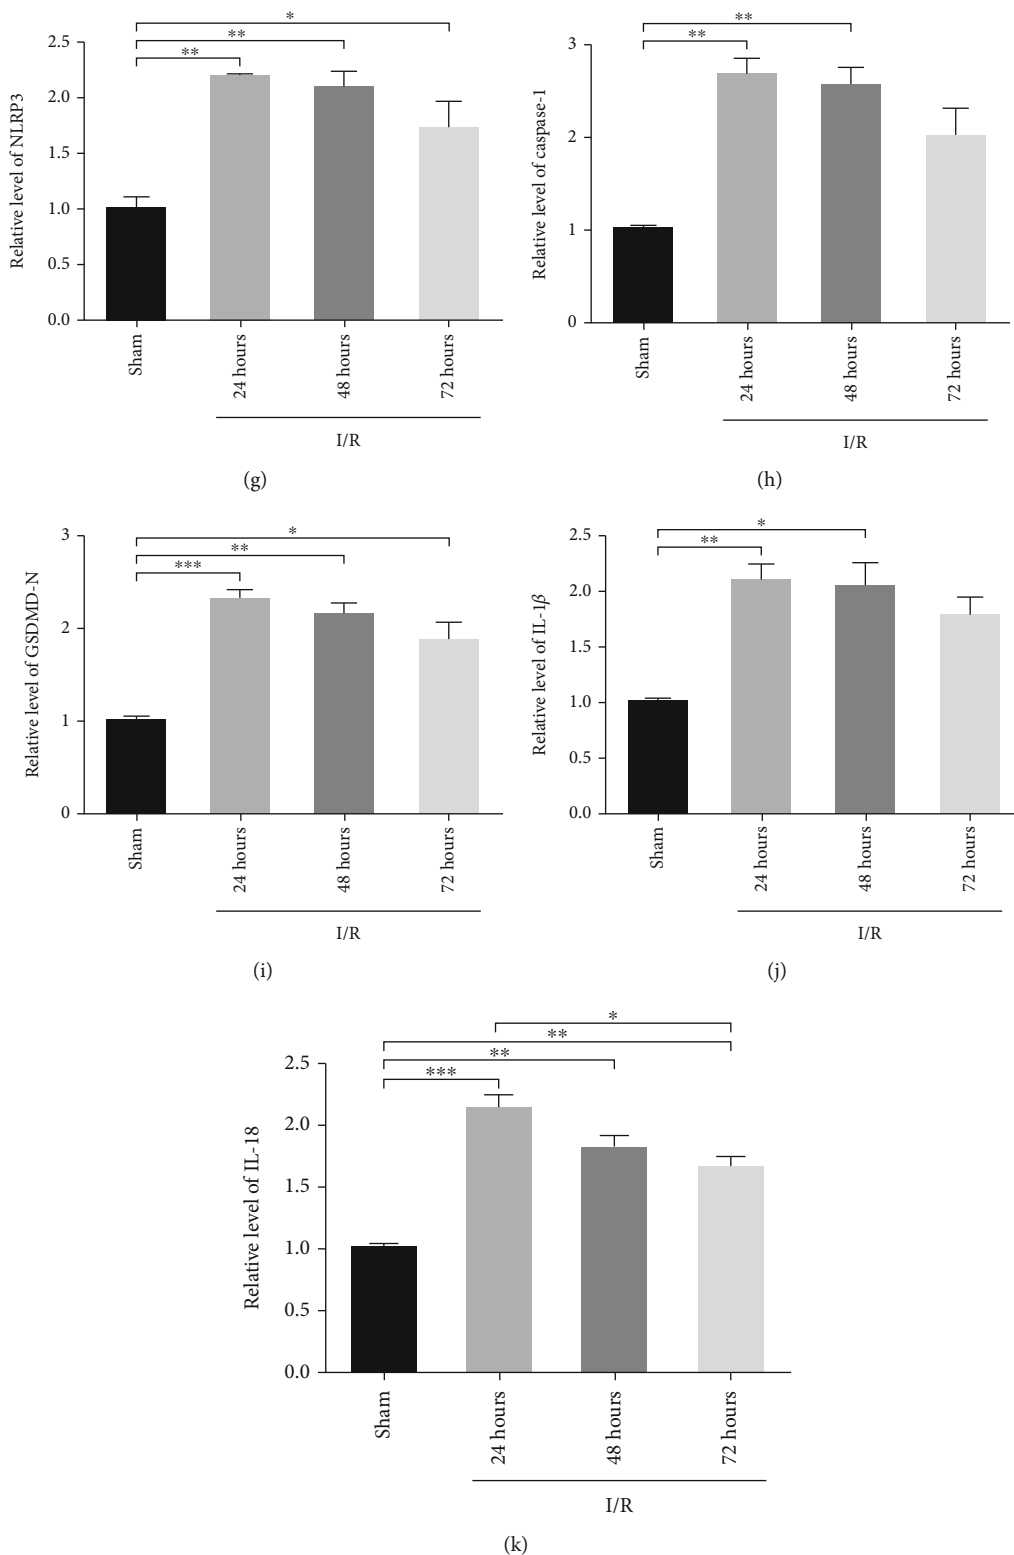 *
**
**
2.5
2.0
1.5
1.0
0.5
0.0
Relative level of NLRP3
Sham
24 hours
48 hours
72 hours
I/R
(g)
**
**
3
2
1
0
Relative level of caspase-1
Sham
24 hours
48 hours
72 hours
I/R
(h)
*
**
***
3
2
1
0
Relative level of GSDMD-N
Sham
24 hours
48 hours
72 hours
I/R
(i)
*
**
2.5
2.0
1.5
1.0
0.5
0.0
Relative level of IL-1β
Sham
24 hours
48 hours
72 hours
I/R
(j)
*
**
**
***
2.5
2.0
1.5
1.0
0.5
0.0
Relative level of IL-18
Sham
24 hours
48 hours
72 hours
I/R
(k)